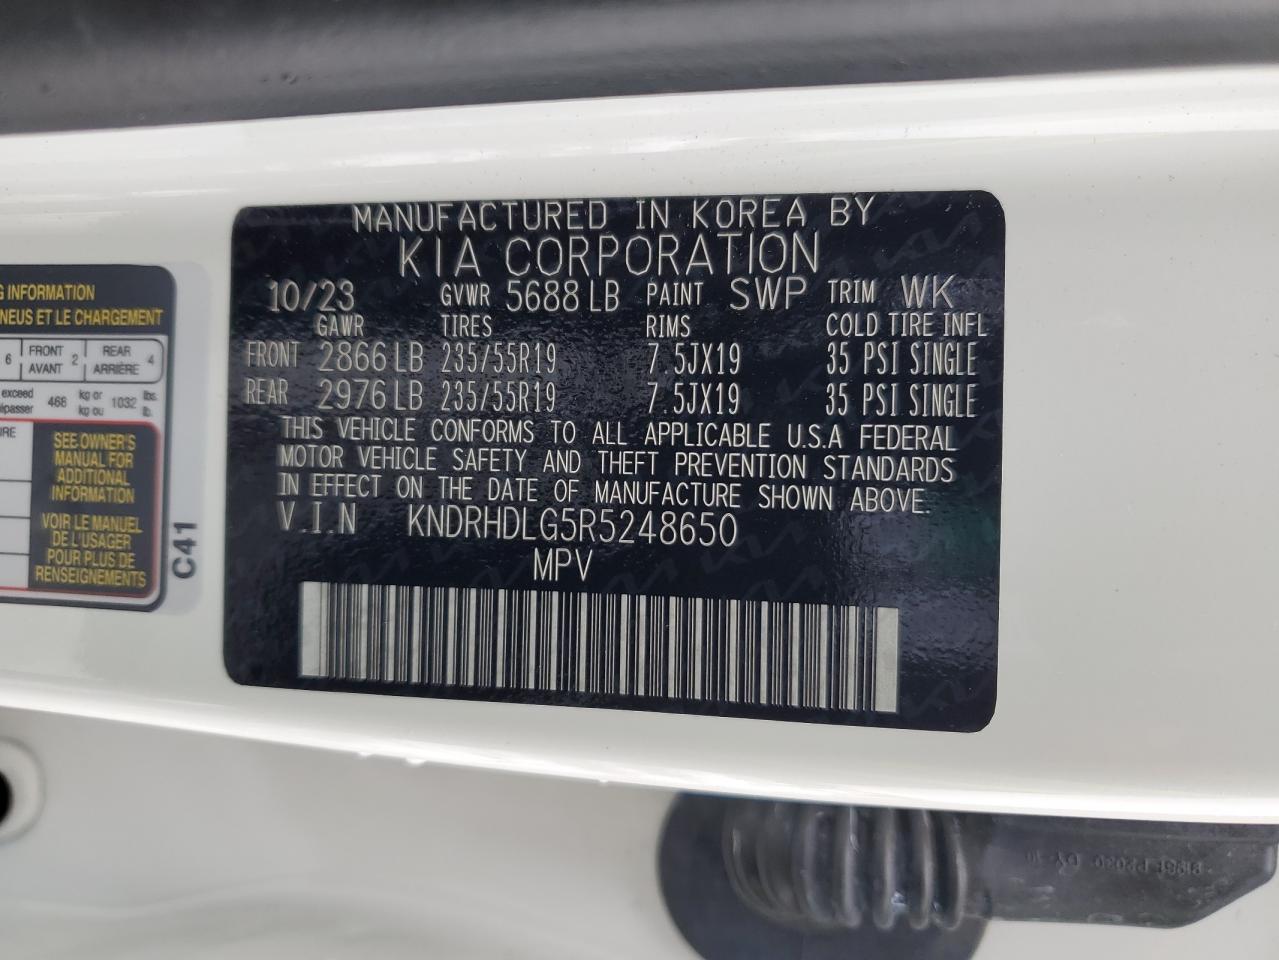 MANUFACTURED IN KOREA BY
KIA CORPORATION
10/23 GVWR 5688 LB PAINT SWP TRIM WK
GAWR TIRES RIMS COLD TIRE INFL
FRONT 2866 LB 235/55R19 7.5JX19 35 PSI SINGLE
REAR 2976 LB 235/55R19 7.5JX19 35 PSI SINGLE
THIS VEHICLE CONFORMS TO ALL APPLICABLE U.S.A FEDERAL
MOTOR VEHICLE SAFETY AND THEFT PREVENTION STANDARDS
IN EFFECT ON THE DATE OF MANUFACTURE SHOWN ABOVE.
V.I.N KNDRHDLG5R5248650
MPV
INFORMATION
NEUS ET LE CHARGEMENT
6 FRONT AVANT 2 REAR ARRIÈRE 4
exceed 468 kg or kg ou 1032 lbs. lb.
SEE OWNER'S
MANUAL FOR
ADDITIONAL
INFORMATION
VOIR LE MANUEL
D'USAGE
POUR PLUS DE
RENSEIGNEMENTS
C41